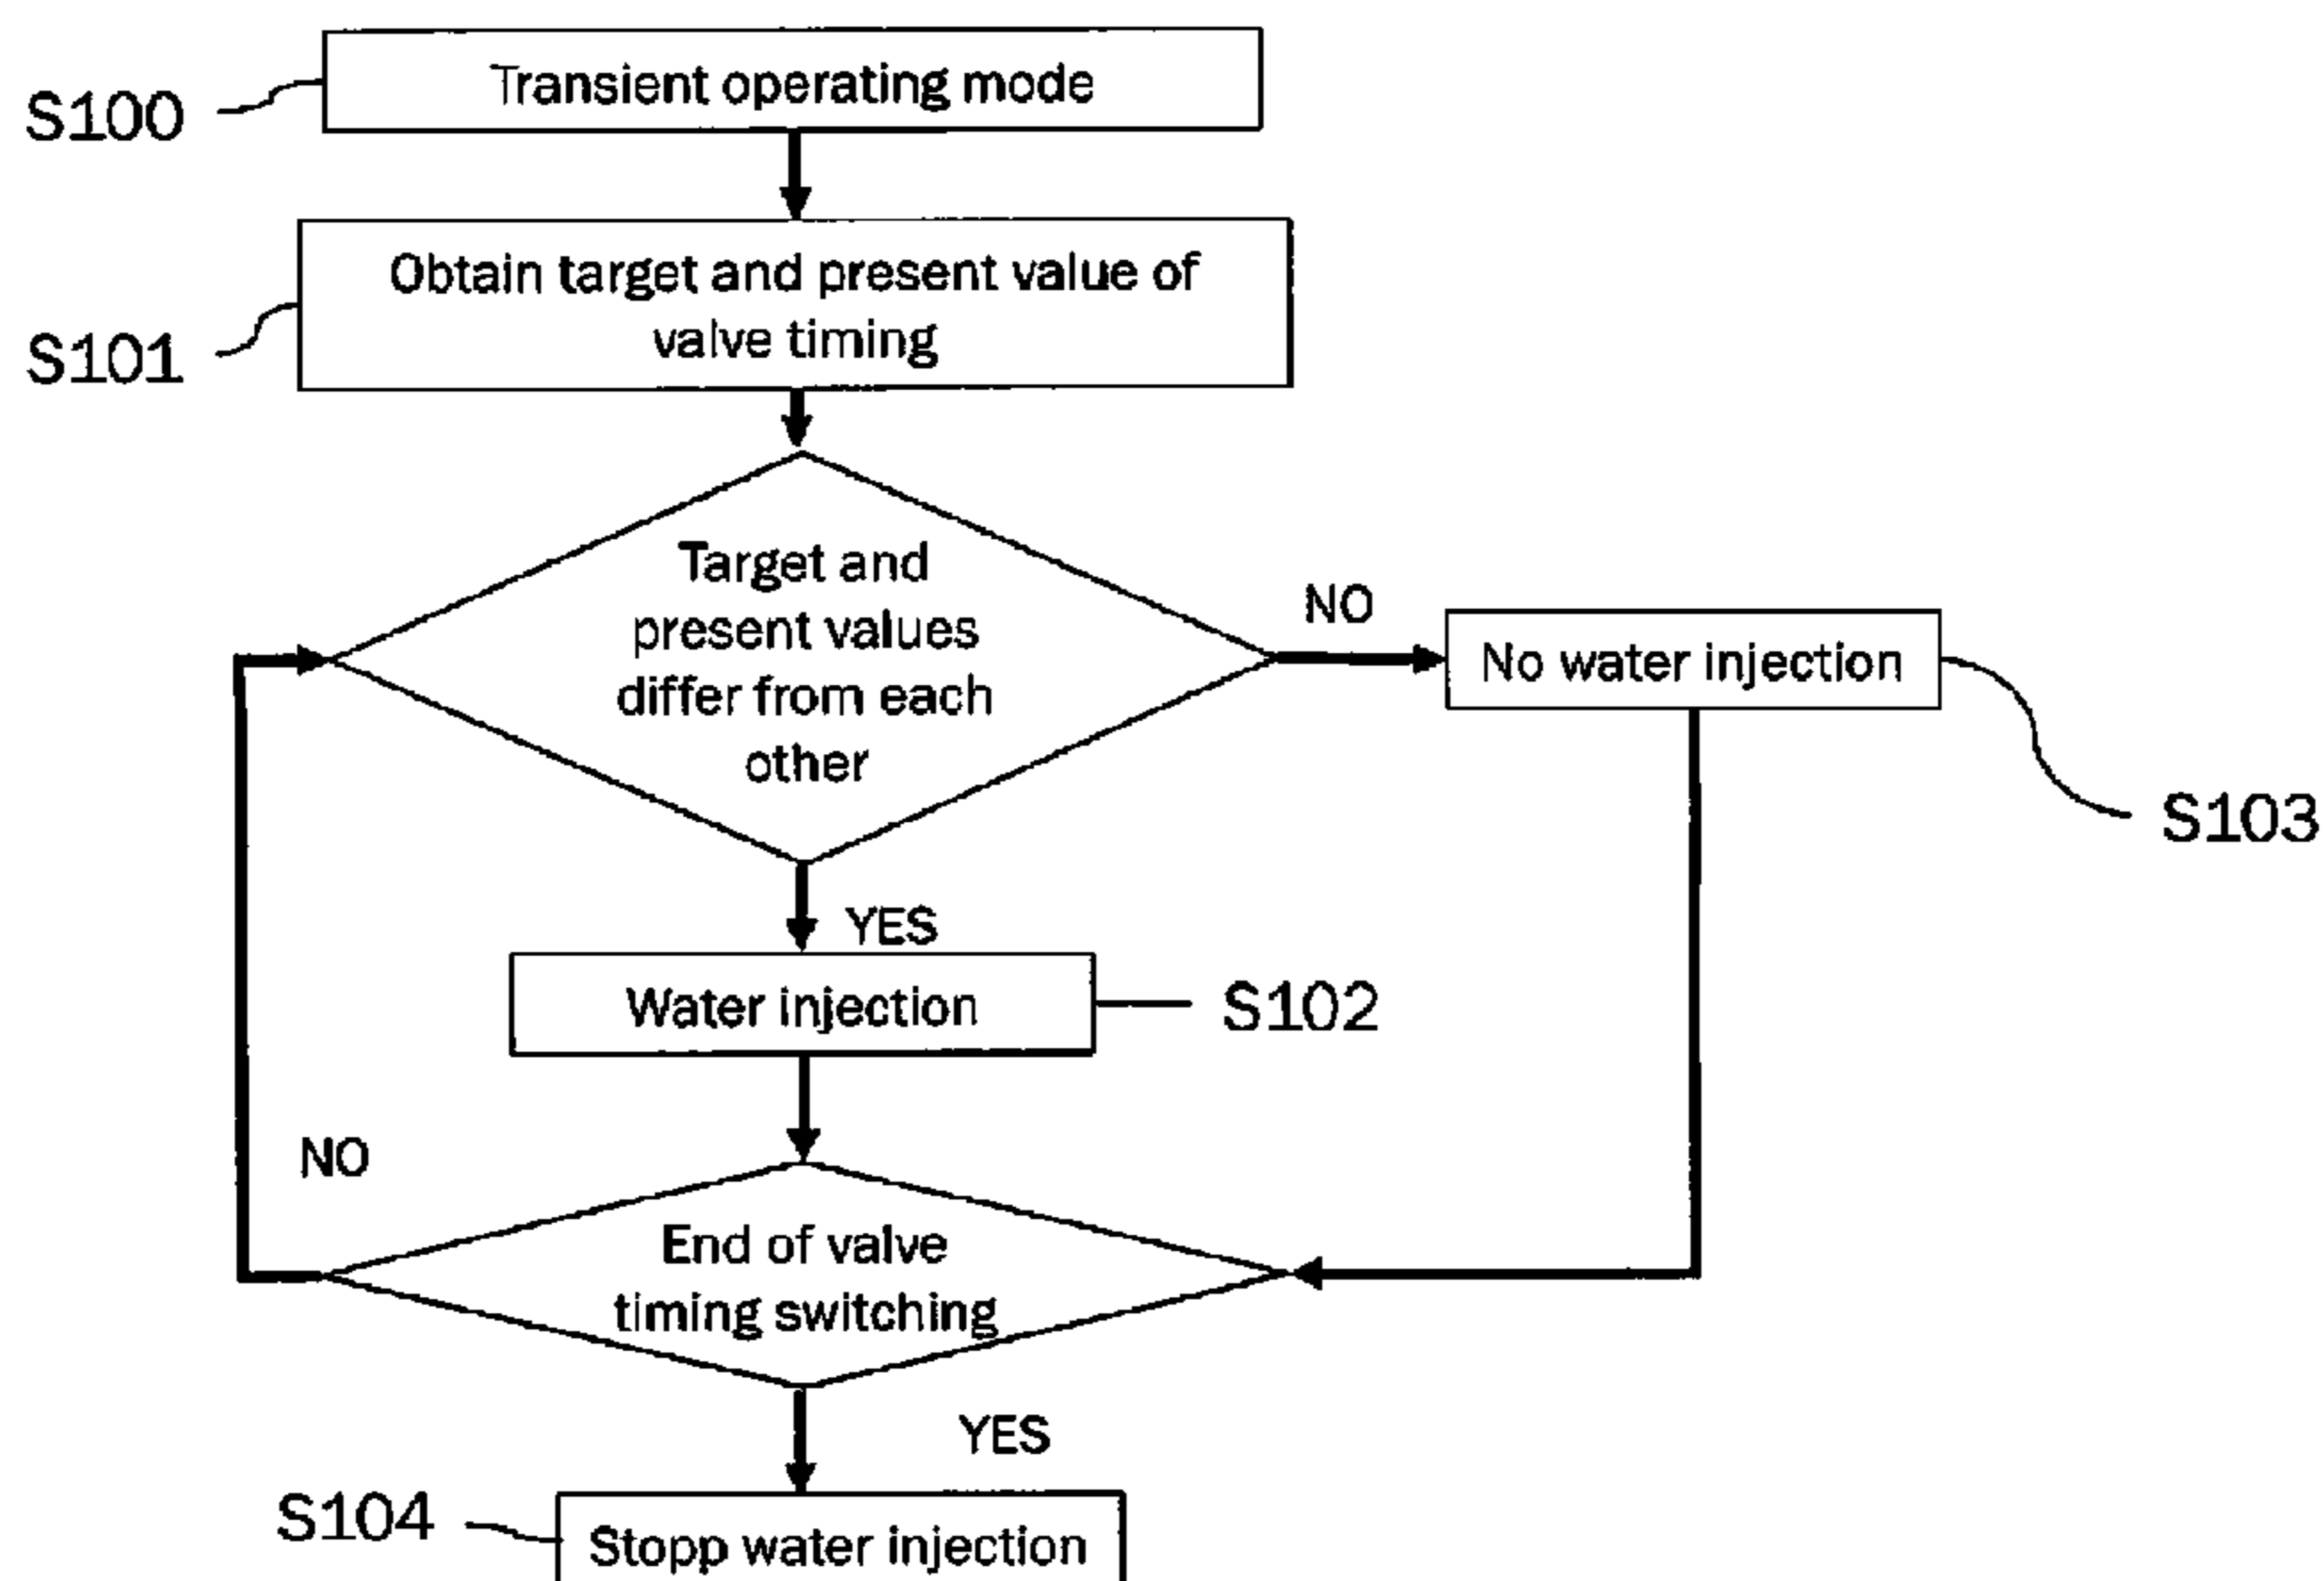 Transient operating mode
S100
Obtain target and present value of
valve timing
S101
Target and
present values
differ from each
other
NO
No water injection
S103
YES
Water injection
S102
NO
End of valve
timing switching
YES
S104
Stopp water injection